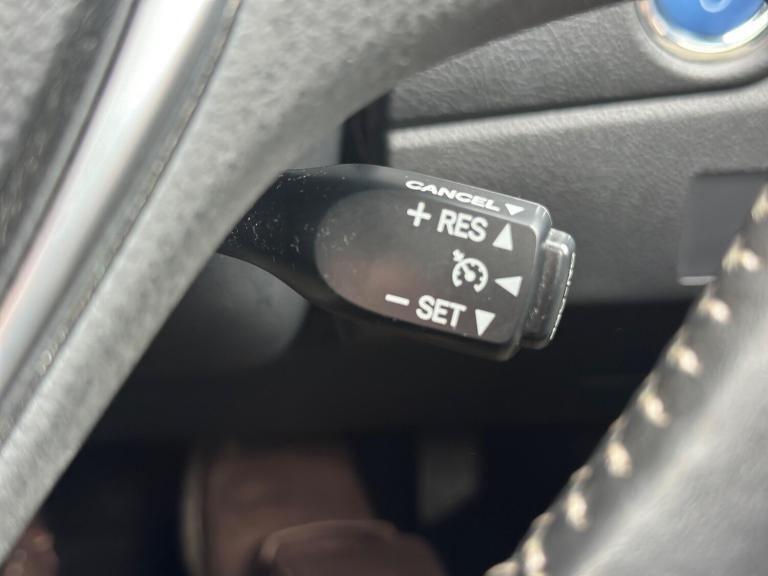 CANCEL ▼
+ RES ▲
− SET ▼